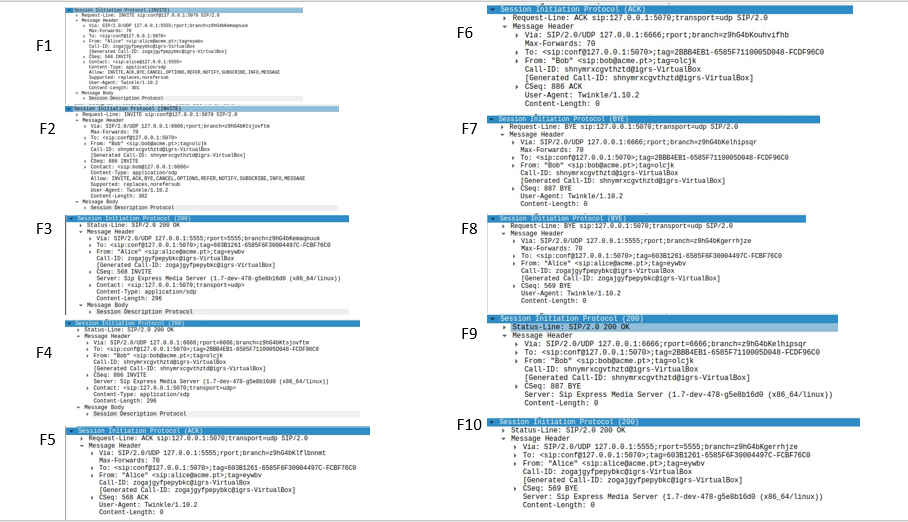 F1
Session Initiation Protocol (INVITE)
Request-Line: INVITE sip:conf@127.0.0.1:5070 SIP/2.0
Message Header
Via: SIP/2.0/UDP 127.0.0.1:5555;rport;branch=z9hG4bKemaqnuuk
Max-Forwards: 70
To: <sip:conf@127.0.0.1:5070>
From: "Alice" <sip:alice@acme.pt>;tag=eywbv
Call-ID: zogajgyfpepybkc@igrs-VirtualBox
[Generated Call-ID: zogajgyfpepybkc@igrs-VirtualBox]
CSeq: 568 INVITE
Contact: <sip:alice@127.0.0.1:5555>
Content-Type: application/sdp
Allow: INVITE,ACK,BYE,CANCEL,OPTIONS,REFER,NOTIFY,SUBSCRIBE,INFO,MESSAGE
Supported: replaces,norefersub
User-Agent: Twinkle/1.10.2
Content-Length: 301
Message Body
Session Description Protocol
F2
Session Initiation Protocol (INVITE)
Request-Line: INVITE sip:conf@127.0.0.1:5070 SIP/2.0
Message Header
Via: SIP/2.0/UDP 127.0.0.1:6666;rport;branch=z9hG4bKtsjovftm
Max-Forwards: 70
To: <sip:conf@127.0.0.1:5070>
From: "Bob" <sip:bob@acme.pt>;tag=olcjk
Call-ID: shnymrxcgvthztd@igrs-VirtualBox
[Generated Call-ID: shnymrxcgvthztd@igrs-VirtualBox]
CSeq: 886 INVITE
Contact: <sip:bob@127.0.0.1:6666>
Content-Type: application/sdp
Allow: INVITE,ACK,BYE,CANCEL,OPTIONS,REFER,NOTIFY,SUBSCRIBE,INFO,MESSAGE
Supported: replaces,norefersub
User-Agent: Twinkle/1.10.2
Content-Length: 302
Message Body
Session Description Protocol
F3
Session Initiation Protocol (200)
Status-Line: SIP/2.0 200 OK
Message Header
Via: SIP/2.0/UDP 127.0.0.1:5555;rport=5555;branch=z9hG4bKemaqnuuk
To: <sip:conf@127.0.0.1:5070>;tag=603B1261-6585F6F30004497C-FCBF76C0
From: "Alice" <sip:alice@acme.pt>;tag=eywbv
Call-ID: zogajgyfpepybkc@igrs-VirtualBox
[Generated Call-ID: zogajgyfpepybkc@igrs-VirtualBox]
CSeq: 568 INVITE
Server: Sip Express Media Server (1.7-dev-478-g5e8b16d0 (x86_64/linux))
Contact: <sip:127.0.0.1:5070;transport=udp>
Content-Type: application/sdp
Content-Length: 296
Message Body
Session Description Protocol
F4
Session Initiation Protocol (200)
Status-Line: SIP/2.0 200 OK
Message Header
Via: SIP/2.0/UDP 127.0.0.1:6666;rport=6666;branch=z9hG4bKtsjovftm
To: <sip:conf@127.0.0.1:5070>;tag=2BBB4EB1-6585F7110005D048-FCDF96C0
From: "Bob" <sip:bob@acme.pt>;tag=olcjk
Call-ID: shnymrxcgvthztd@igrs-VirtualBox
[Generated Call-ID: shnymrxcgvthztd@igrs-VirtualBox]
CSeq: 886 INVITE
Server: Sip Express Media Server (1.7-dev-478-g5e8b16d0 (x86_64/linux))
Contact: <sip:127.0.0.1:5070;transport=udp>
Content-Type: application/sdp
Content-Length: 296
Message Body
Session Description Protocol
F5
Session Initiation Protocol (ACK)
Request-Line: ACK sip:127.0.0.1:5070;transport=udp SIP/2.0
Message Header
Via: SIP/2.0/UDP 127.0.0.1:5555;rport;branch=z9hG4bKlflbnnmt
Max-Forwards: 70
To: <sip:conf@127.0.0.1:5070>;tag=603B1261-6585F6F30004497C-FCBF76C0
From: "Alice" <sip:alice@acme.pt>;tag=eywbv
Call-ID: zogajgyfpepybkc@igrs-VirtualBox
[Generated Call-ID: zogajgyfpepybkc@igrs-VirtualBox]
CSeq: 568 ACK
User-Agent: Twinkle/1.10.2
Content-Length: 0
F6
Session Initiation Protocol (ACK)
Request-Line: ACK sip:127.0.0.1:5070;transport=udp SIP/2.0
Message Header
Via: SIP/2.0/UDP 127.0.0.1:6666;rport;branch=z9hG4bKouhvifhb
Max-Forwards: 70
To: <sip:conf@127.0.0.1:5070>;tag=2BBB4EB1-6585F7110005D048-FCDF96C0
From: "Bob" <sip:bob@acme.pt>;tag=olcjk
Call-ID: shnymrxcgvthztd@igrs-VirtualBox
[Generated Call-ID: shnymrxcgvthztd@igrs-VirtualBox]
CSeq: 886 ACK
User-Agent: Twinkle/1.10.2
Content-Length: 0
F7
Session Initiation Protocol (BYE)
Request-Line: BYE sip:127.0.0.1:5070;transport=udp SIP/2.0
Message Header
Via: SIP/2.0/UDP 127.0.0.1:6666;rport;branch=z9hG4bKelhipsqr
Max-Forwards: 70
To: <sip:conf@127.0.0.1:5070>;tag=2BBB4EB1-6585F7110005D048-FCDF96C0
From: "Bob" <sip:bob@acme.pt>;tag=olcjk
Call-ID: shnymrxcgvthztd@igrs-VirtualBox
[Generated Call-ID: shnymrxcgvthztd@igrs-VirtualBox]
CSeq: 887 BYE
User-Agent: Twinkle/1.10.2
Content-Length: 0
F8
Session Initiation Protocol (BYE)
Request-Line: BYE sip:127.0.0.1:5070;transport=udp SIP/2.0
Message Header
Via: SIP/2.0/UDP 127.0.0.1:5555;rport;branch=z9hG4bKgerrhjze
Max-Forwards: 70
To: <sip:conf@127.0.0.1:5070>;tag=603B1261-6585F6F30004497C-FCBF76C0
From: "Alice" <sip:alice@acme.pt>;tag=eywbv
Call-ID: zogajgyfpepybkc@igrs-VirtualBox
[Generated Call-ID: zogajgyfpepybkc@igrs-VirtualBox]
CSeq: 569 BYE
User-Agent: Twinkle/1.10.2
Content-Length: 0
F9
Session Initiation Protocol (200)
Status-Line: SIP/2.0 200 OK
Message Header
Via: SIP/2.0/UDP 127.0.0.1:6666;rport=6666;branch=z9hG4bKelhipsqr
To: <sip:conf@127.0.0.1:5070>;tag=2BBB4EB1-6585F7110005D048-FCDF96C0
From: "Bob" <sip:bob@acme.pt>;tag=olcjk
Call-ID: shnymrxcgvthztd@igrs-VirtualBox
[Generated Call-ID: shnymrxcgvthztd@igrs-VirtualBox]
CSeq: 887 BYE
Server: Sip Express Media Server (1.7-dev-478-g5e8b16d0 (x86_64/linux))
Content-Length: 0
F10
Session Initiation Protocol (200)
Status-Line: SIP/2.0 200 OK
Message Header
Via: SIP/2.0/UDP 127.0.0.1:5555;rport=5555;branch=z9hG4bKgerrhjze
To: <sip:conf@127.0.0.1:5070>;tag=603B1261-6585F6F30004497C-FCBF76C0
From: "Alice" <sip:alice@acme.pt>;tag=eywbv
Call-ID: zogajgyfpepybkc@igrs-VirtualBox
[Generated Call-ID: zogajgyfpepybkc@igrs-VirtualBox]
CSeq: 569 BYE
Server: Sip Express Media Server (1.7-dev-478-g5e8b16d0 (x86_64/linux))
Content-Length: 0